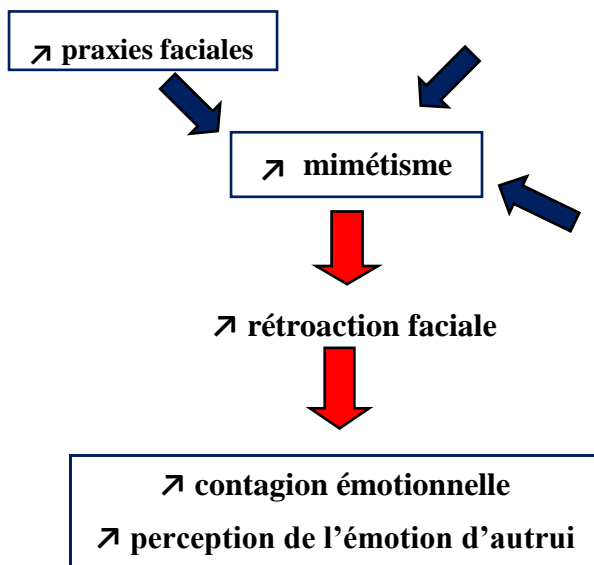 ↗ praxies faciales
↗ mimétisme
↗ rétroaction faciale
↗ contagion émotionnelle
↗ perception de l’émotion d’autrui